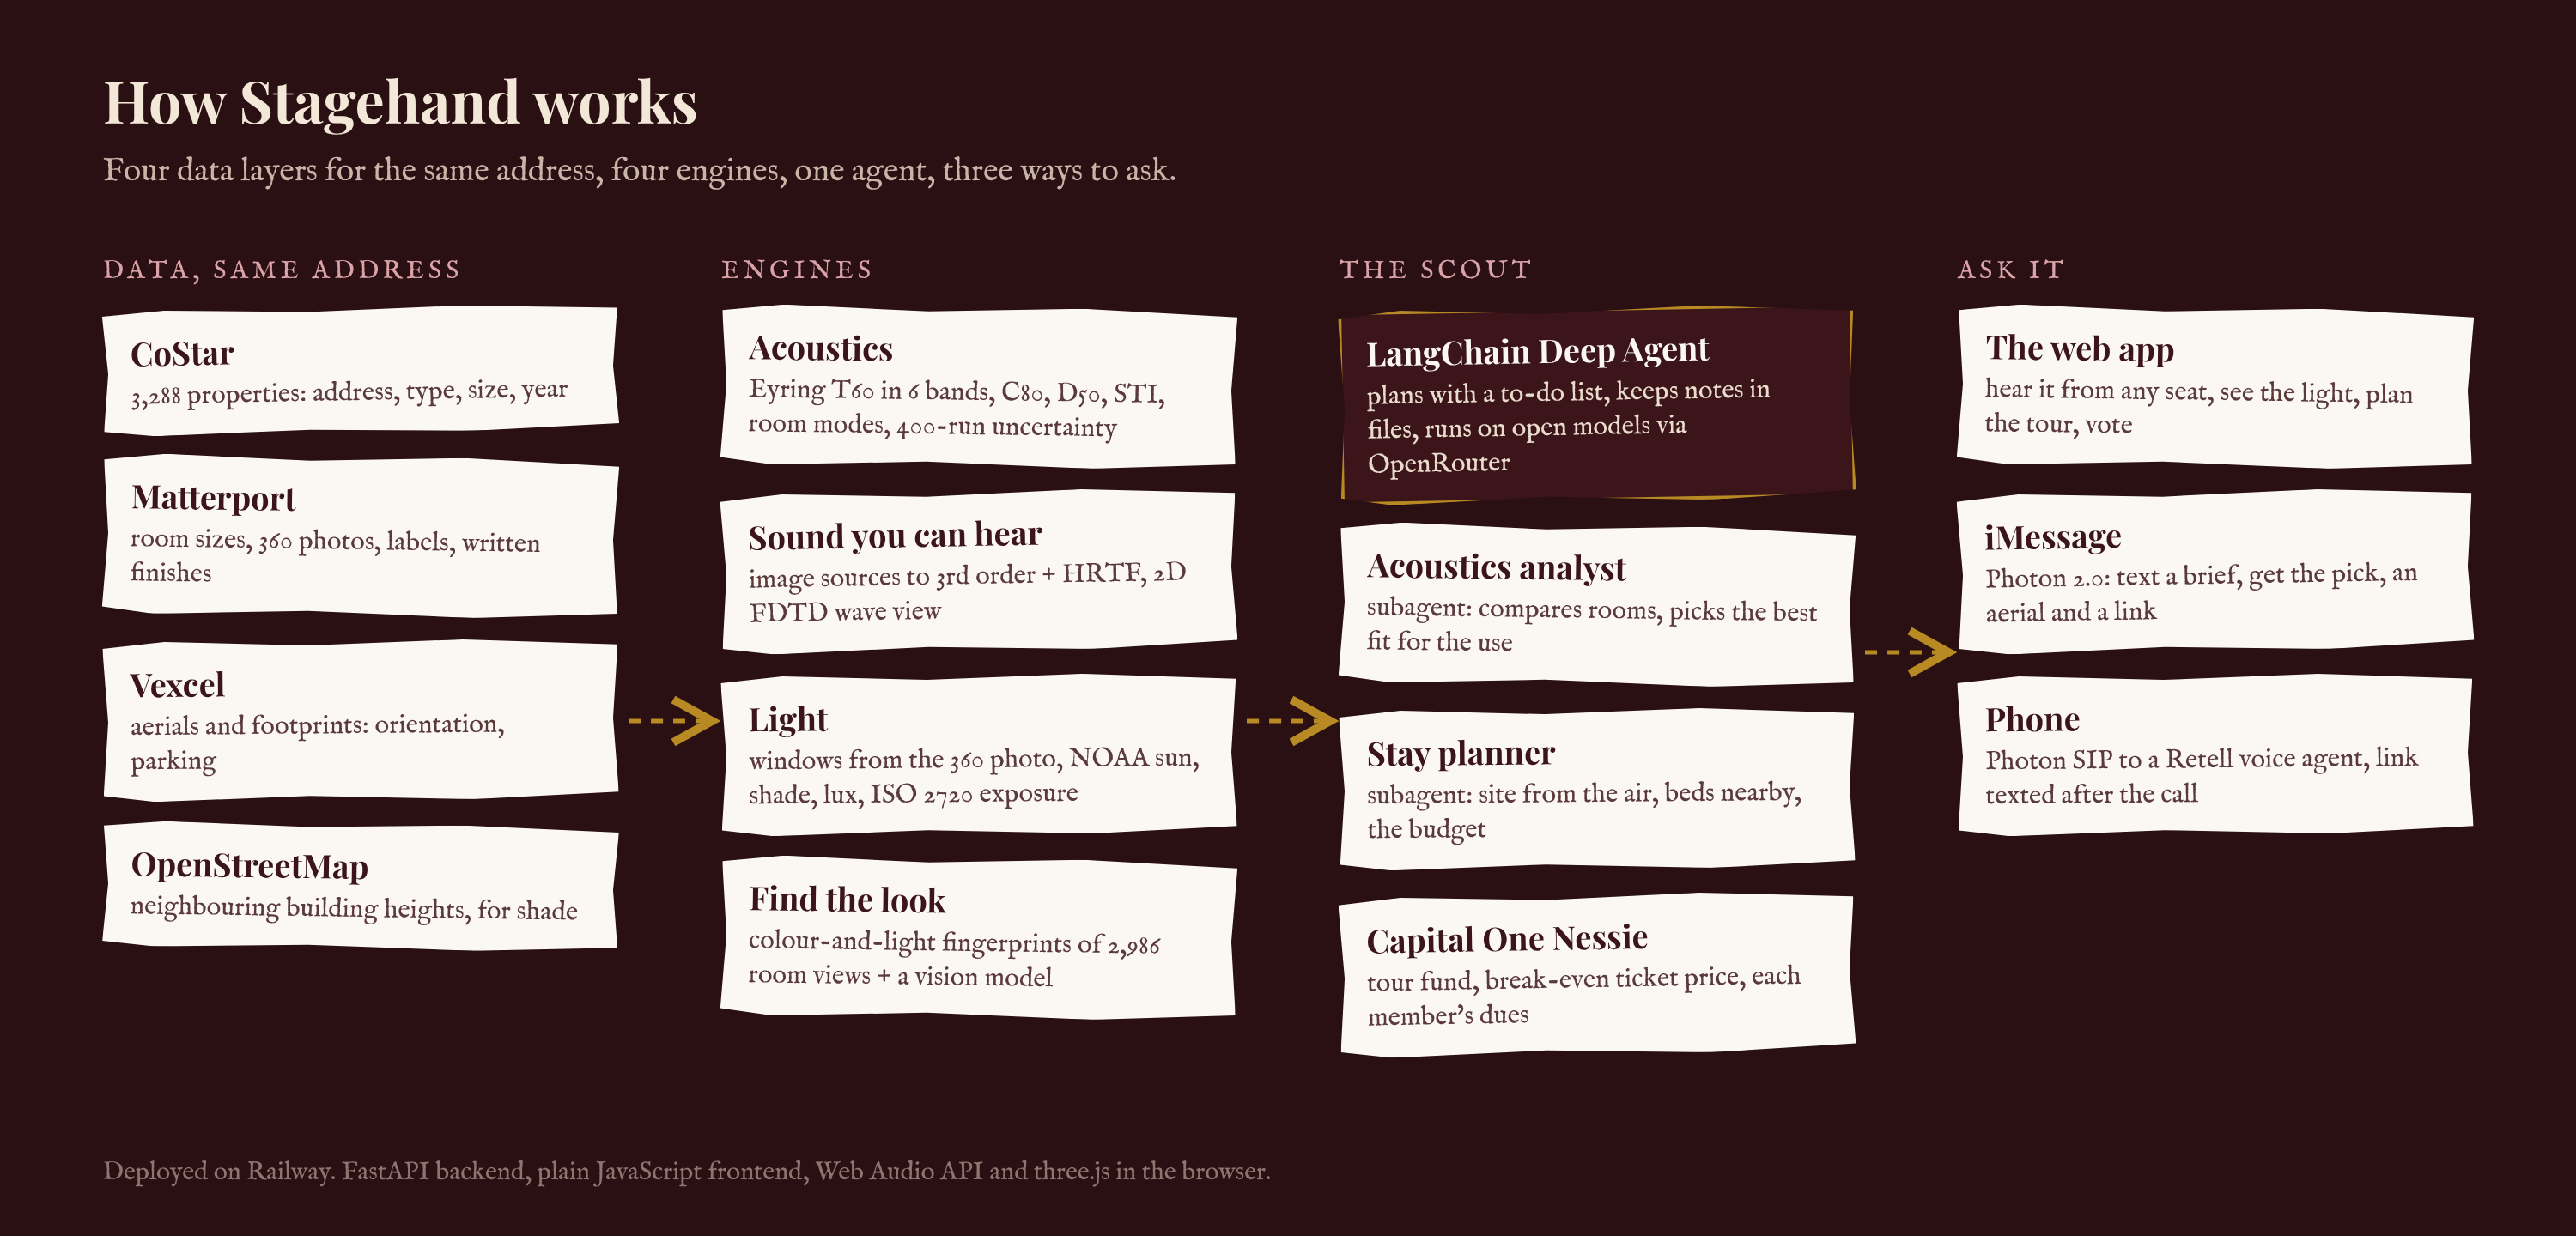 How Stagehand works
Four data layers for the same address, four engines, one agent, three ways to ask.
DATA, SAME ADDRESS
CoStar
3,288 properties: address, type, size, year
Matterport
room sizes, 360 photos, labels, written
finishes
Vexcel
aerials and footprints: orientation,
parking
OpenStreetMap
neighbouring building heights, for shade
ENGINES
Acoustics
Eyring T60 in 6 bands, C80, D50, STI,
room modes, 400-run uncertainty
Sound you can hear
image sources to 3rd order + HRTF, 2D
FDTD wave view
Light
windows from the 360 photo, NOAA sun,
shade, lux, ISO 2720 exposure
Find the look
colour-and-light fingerprints of 2,986
room views + a vision model
THE SCOUT
LangChain Deep Agent
plans with a to-do list, keeps notes in
files, runs on open models via
OpenRouter
Acoustics analyst
subagent: compares rooms, picks the best
fit for the use
Stay planner
subagent: site from the air, beds nearby,
the budget
Capital One Nessie
tour fund, break-even ticket price, each
member's dues
ASK IT
The web app
hear it from any seat, see the light, plan
the tour, vote
iMessage
Photon 2.0: text a brief, get the pick, an
aerial and a link
Phone
Photon SIP to a Retell voice agent, link
texted after the call
Deployed on Railway. FastAPI backend, plain JavaScript frontend, Web Audio API and three.js in the browser.